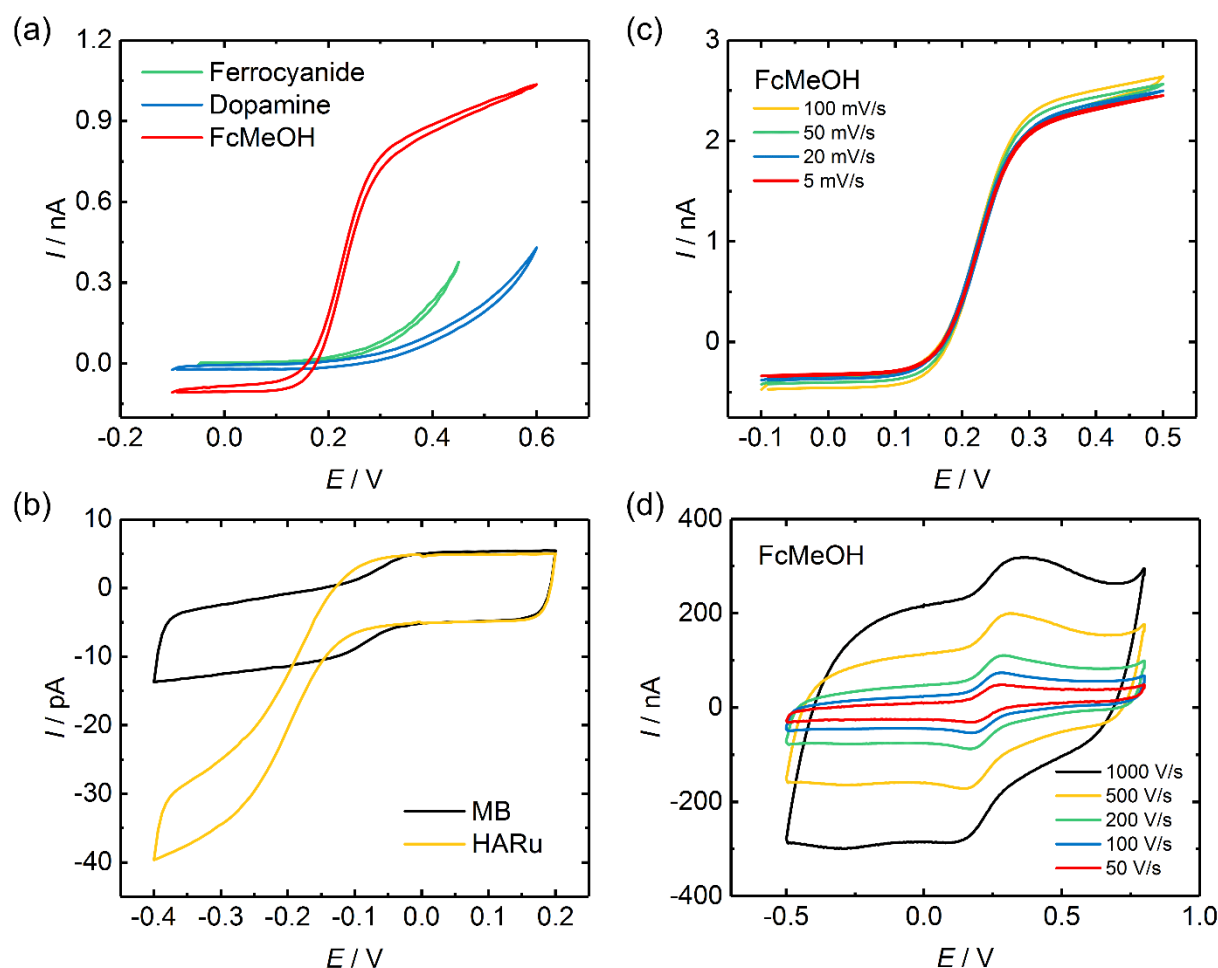 (a)
1.2
0.9
0.6
0.3
0.0
I / nA
Ferrocyanide
Dopamine
FcMeOH
-0.2
0.0
0.2
0.4
0.6
E / V
(c)
3
2
1
0
I / nA
FcMeOH
100 mV/s
50 mV/s
20 mV/s
5 mV/s
-0.1
0.0
0.1
0.2
0.3
0.4
0.5
E / V
(b)
10
0
-10
-20
-30
-40
I / pA
MB
HARu
-0.4
-0.3
-0.2
-0.1
0.0
0.1
0.2
E / V
(d)
400
200
0
-200
-400
I / nA
FcMeOH
1000 V/s
500 V/s
200 V/s
100 V/s
50 V/s
-0.5
0.0
0.5
1.0
E / V